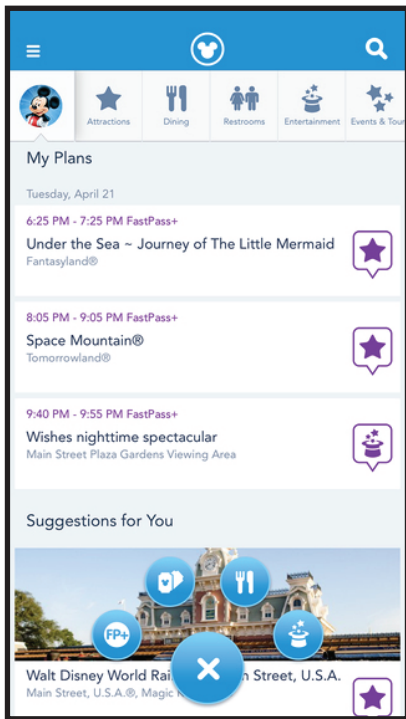 Attractions
Dining
Restrooms
Entertainment
Events & Tour
My Plans
Tuesday, April 21
6:25 PM - 7:25 PM FastPass+
Under the Sea ~ Journey of The Little Mermaid
Fantasyland®
8:05 PM - 9:05 PM FastPass+
Space Mountain®
Tomorrowland®
9:40 PM - 9:55 PM FastPass+
Wishes nighttime spectacular
Main Street Plaza Gardens Viewing Area
Suggestions for You
FP+
Walt Disney World Rai Street, U.S.A.
Main Street, U.S.A.®, Magic